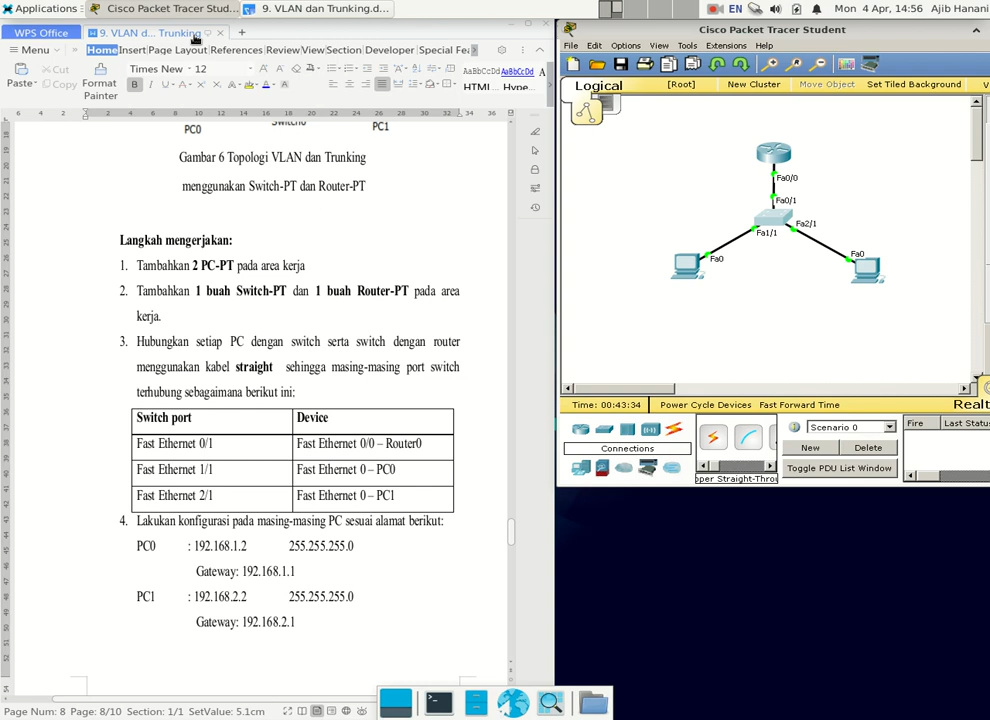 Applications
Cisco Packet Tracer Stud...
9. VLAN dan Trunking.d...
EN
Mon 4 Apr, 14:56
Ajib Hanani
WPS Office
9. VLAN d... Trunking
Menu
Home
Insert
Page Layout
References
Review
View
Section
Developer
Special Fea
Paste
Cut
Copy
Format
Painter
Times New
12
AaBbCcDd
AaBbCcDd
HTML...
Hype...
PC0
Switch0
PC1
Gambar 6 Topologi VLAN dan Trunking
menggunakan Switch-PT dan Router-PT
Langkah mengerjakan:
1. Tambahkan 2 PC-PT pada area kerja
2. Tambahkan 1 buah Switch-PT dan 1 buah Router-PT pada area
kerja.
3. Hubungkan setiap PC dengan switch serta switch dengan router
menggunakan kabel straight sehingga masing-masing port switch
terhubung sebagaimana berikut ini:
Switch port Device
Fast Ethernet 0/1 Fast Ethernet 0/0 – Router0
Fast Ethernet 1/1 Fast Ethernet 0 – PC0
Fast Ethernet 2/1 Fast Ethernet 0 – PC1
4. Lakukan konfigurasi pada masing-masing PC sesuai alamat berikut:
PC0 : 192.168.1.2 255.255.255.0
Gateway: 192.168.1.1
PC1 : 192.168.2.2 255.255.255.0
Gateway: 192.168.2.1
Page Num: 8 Page: 8/10 Section: 1/1 SetValue: 5.1cm
Cisco Packet Tracer Student
File Edit Options View Tools Extensions Help
Logical
[Root]
New Cluster
Move Object
Set Tiled Background
Fa0/0
Fa0/1
Fa1/1
Fa2/1
Fa0
Fa0
Time: 00:43:34
Power Cycle Devices Fast Forward Time
Realt
Connections
Scenario 0
New
Delete
Toggle PDU List Window
Fire
Last Status
pper Straight-Throu